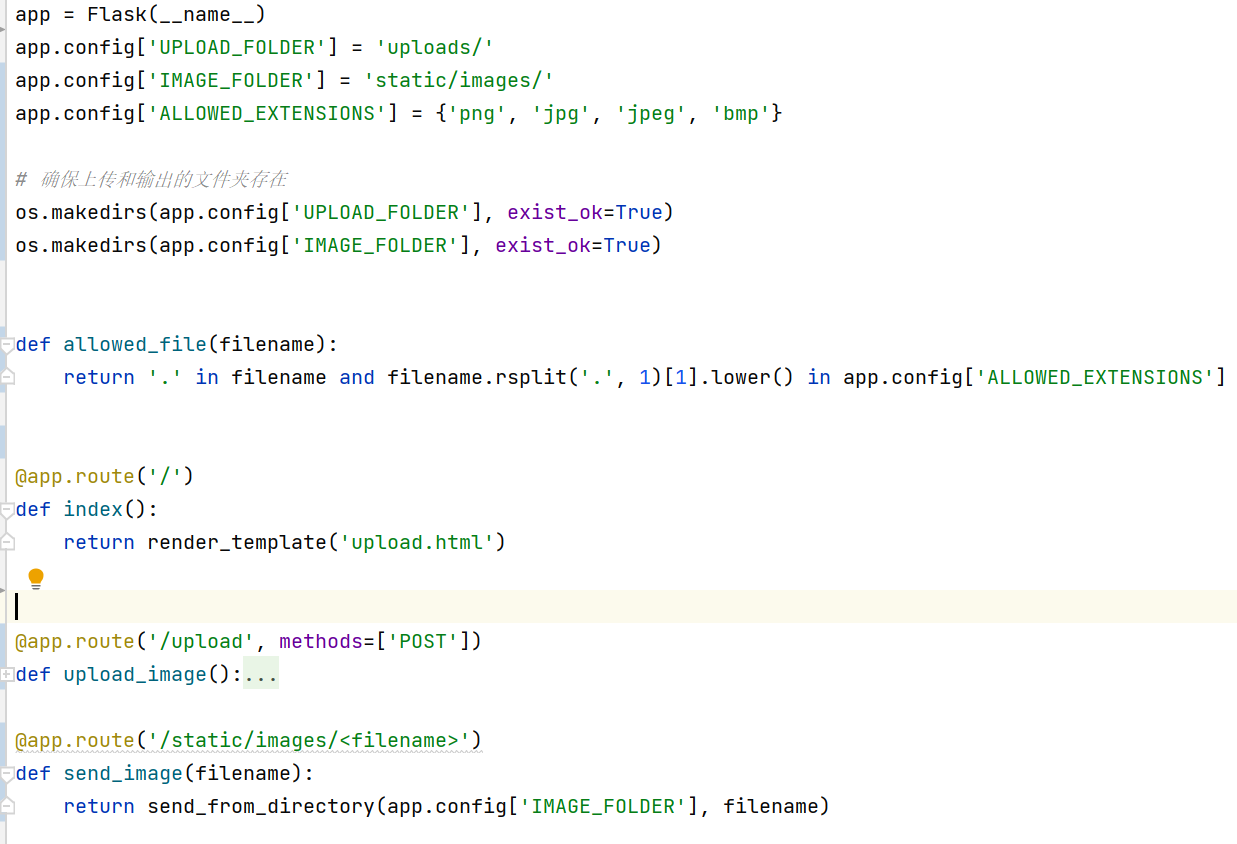 app = Flask(__name__)
app.config['UPLOAD_FOLDER'] = 'uploads/'
app.config['IMAGE_FOLDER'] = 'static/images/'
app.config['ALLOWED_EXTENSIONS'] = {'png', 'jpg', 'jpeg', 'bmp'}
# 确保上传和输出的文件夹存在
os.makedirs(app.config['UPLOAD_FOLDER'], exist_ok=True)
os.makedirs(app.config['IMAGE_FOLDER'], exist_ok=True)
def allowed_file(filename):
    return '.' in filename and filename.rsplit('.', 1)[1].lower() in app.config['ALLOWED_EXTENSIONS']
@app.route('/')
def index():
    return render_template('upload.html')
@app.route('/upload', methods=['POST'])
def upload_image():...
@app.route('/static/images/<filename>')
def send_image(filename):
    return send_from_directory(app.config['IMAGE_FOLDER'], filename)